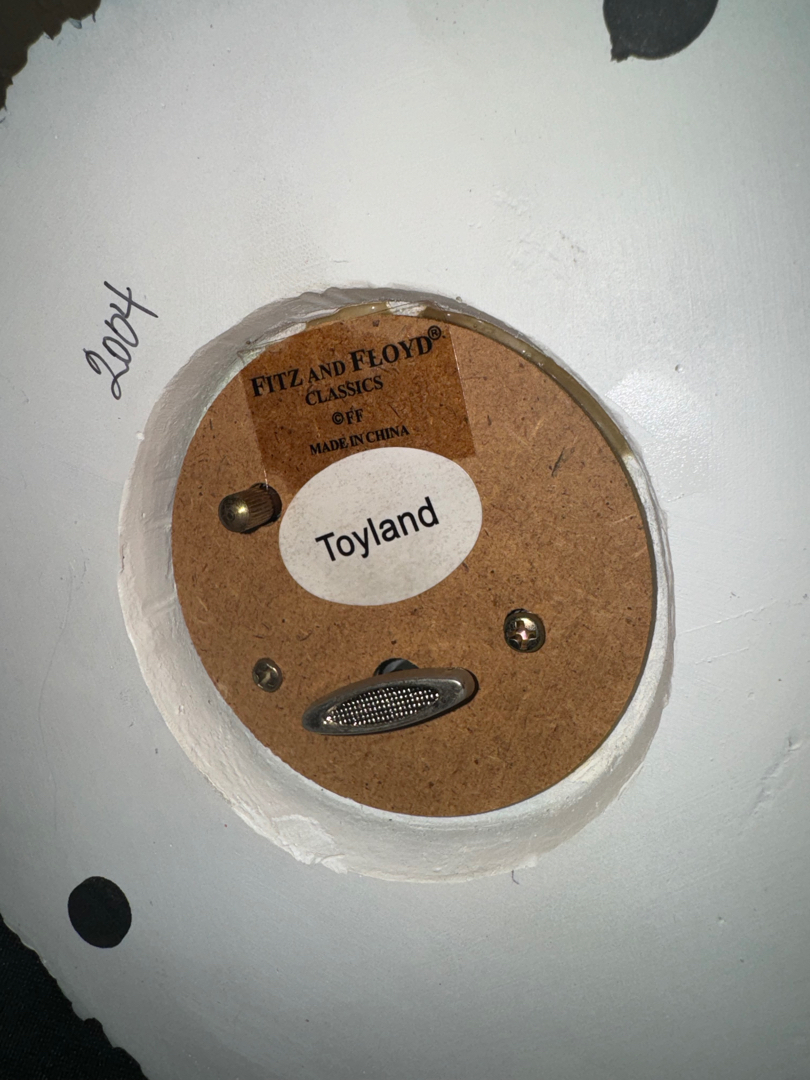 2004
FITZ AND FLOYD®
CLASSICS
©FF
MADE IN CHINA
Toyland